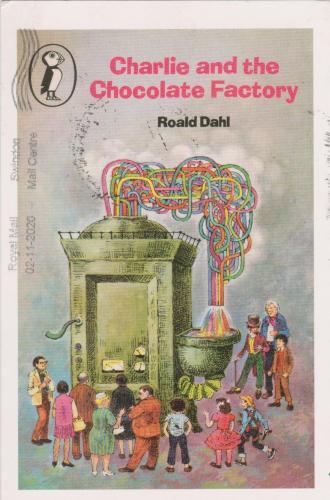 Charlie and the
Chocolate Factory
Roald Dahl
Royal Mail Swindon
02-11-2020 Mail Centre